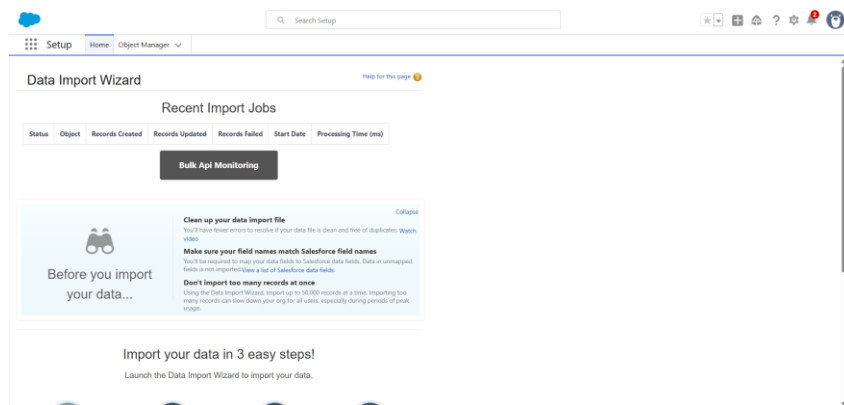 Search Setup
2
Setup
Home
Object Manager
Data Import Wizard
Help for this page
Recent Import Jobs
Status Object Records Created Records Updated Records Failed Start Date Processing Time (ms)
Bulk Api Monitoring
Collapse
Before you import
your data...
Clean up your data import file
You'll have fewer errors to resolve if your data file is clean and free of duplicates. Watch
video
Make sure your field names match Salesforce field names
You'll be required to map your data fields to Salesforce data fields. Data in unmapped
fields is not imported.View a list of Salesforce data fields.
Don't import too many records at once
Using the Data Import Wizard, import up to 50,000 records at a time. Importing too
many records can slow down your org for all users, especially during periods of peak
usage.
Import your data in 3 easy steps!
Launch the Data Import Wizard to import your data.